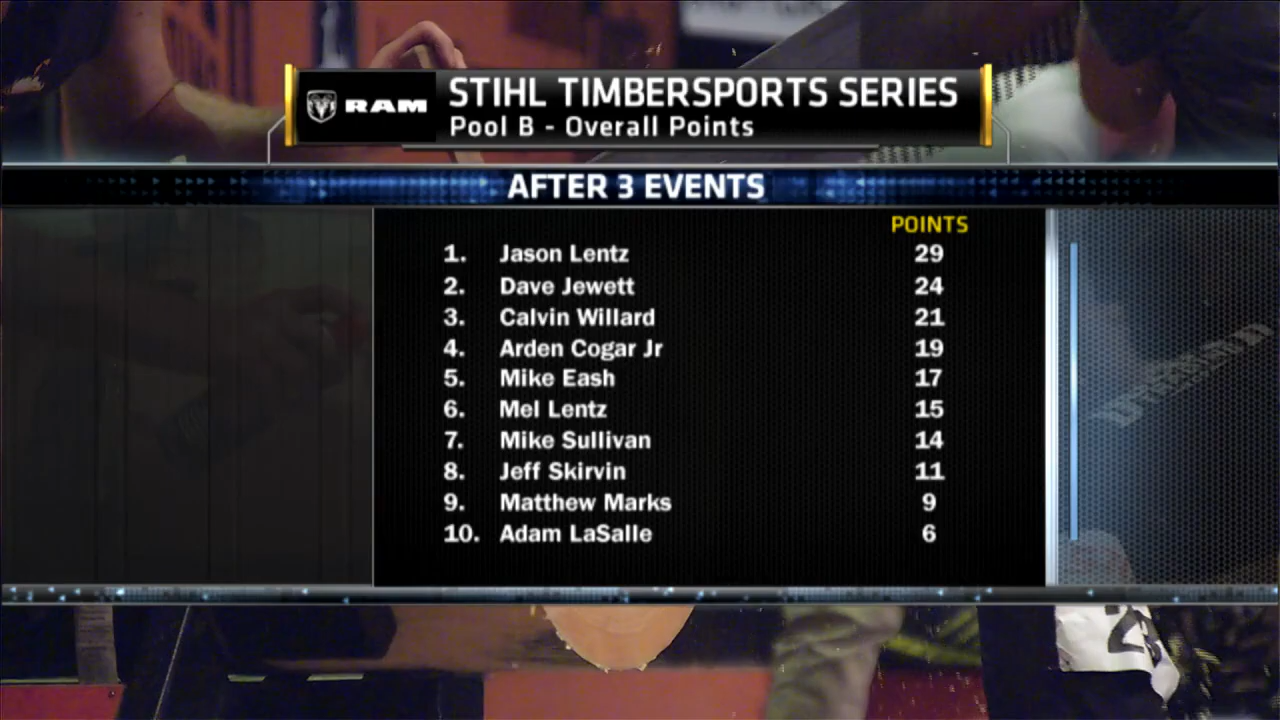 RAM
STIHL TIMBERSPORTS SERIES
Pool B - Overall Points
AFTER 3 EVENTS
POINTS
1. Jason Lentz 29
2. Dave Jewett 24
3. Calvin Willard 21
4. Arden Cogar Jr 19
5. Mike Eash 17
6. Mel Lentz 15
7. Mike Sullivan 14
8. Jeff Skirvin 11
9. Matthew Marks 9
10. Adam LaSalle 6